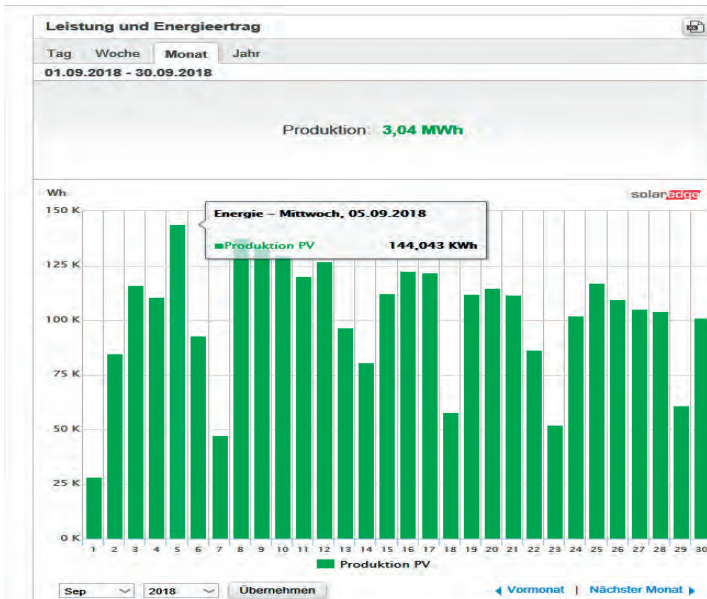 Leistung und Energieertrag
Tag Woche Monat Jahr
01.09.2018 - 30.09.2018
Produktion: 3,04 MWh
Wh
solaredge
150 K
Energie – Mittwoch, 05.09.2018
Produktion PV 144,043 KWh
125 K
100 K
75 K
50 K
25 K
0 K
1 2 3 4 5 6 7 8 9 10 11 12 13 14 15 16 17 18 19 20 21 22 23 24 25 26 27 28 29 30
Produktion PV
Sep 2018 Übernehmen Vormonat | Nächster Monat